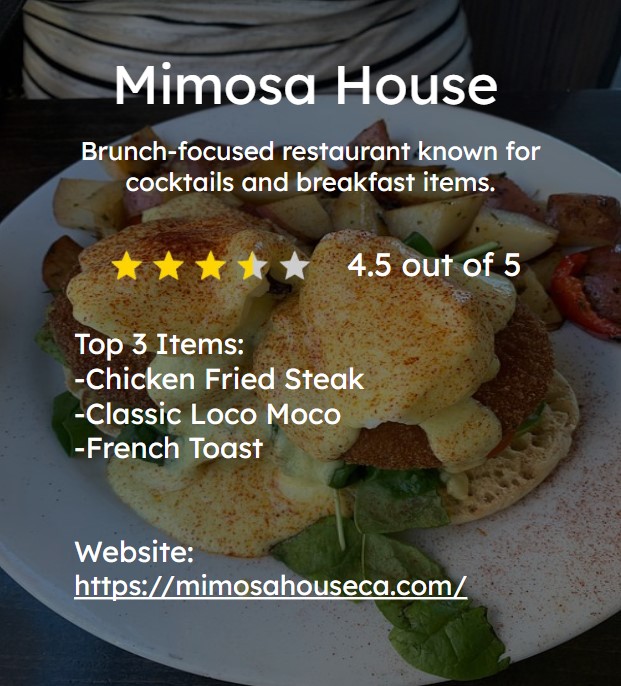 Mimosa House
Brunch-focused restaurant known for
cocktails and breakfast items.
4.5 out of 5
Top 3 Items:
-Chicken Fried Steak
-Classic Loco Moco
-French Toast
Website:
https://mimosahouseca.com/